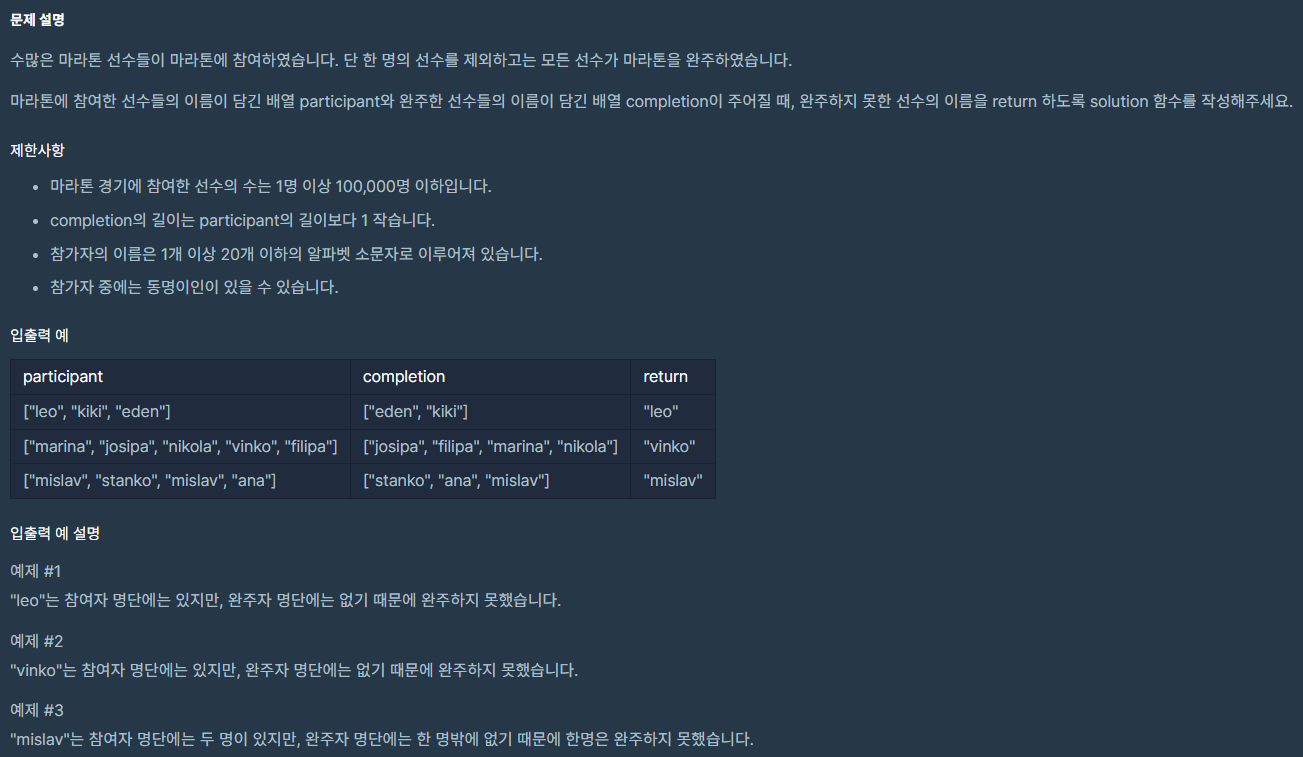 문제 설명
수많은 마라톤 선수들이 마라톤에 참여하였습니다. 단 한 명의 선수를 제외하고는 모든 선수가 마라톤을 완주하였습니다.
마라톤에 참여한 선수들의 이름이 담긴 배열 participant와 완주한 선수들의 이름이 담긴 배열 completion이 주어질 때, 완주하지 못한 선수의 이름을 return 하도록 solution 함수를 작성해주세요.
제한사항
• 마라톤 경기에 참여한 선수의 수는 1명 이상 100,000명 이하입니다.
• completion의 길이는 participant의 길이보다 1 작습니다.
• 참가자의 이름은 1개 이상 20개 이하의 알파벳 소문자로 이루어져 있습니다.
• 참가자 중에는 동명이인이 있을 수 있습니다.
입출력 예
participant completion return
["leo", "kiki", "eden"] ["eden", "kiki"] "leo"
["marina", "josipa", "nikola", "vinko", "filipa"] ["josipa", "filipa", "marina", "nikola"] "vinko"
["mislav", "stanko", "mislav", "ana"] ["stanko", "ana", "mislav"] "mislav"
입출력 예 설명
예제 #1
"leo"는 참여자 명단에는 있지만, 완주자 명단에는 없기 때문에 완주하지 못했습니다.
예제 #2
"vinko"는 참여자 명단에는 있지만, 완주자 명단에는 없기 때문에 완주하지 못했습니다.
예제 #3
"mislav"는 참여자 명단에는 두 명이 있지만, 완주자 명단에는 한 명밖에 없기 때문에 한명은 완주하지 못했습니다.